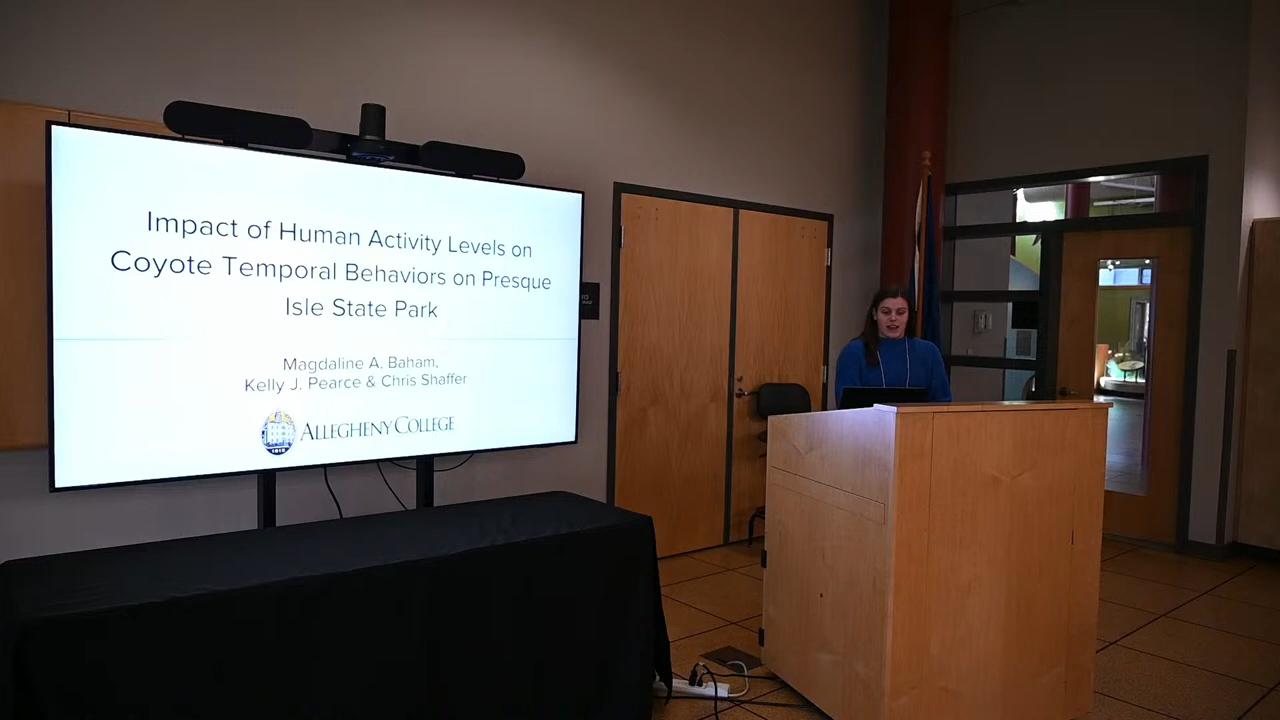 Impact of Human Activity Levels on
Coyote Temporal Behaviors on Presque
Isle State Park
Magdaline A. Baham,
Kelly J. Pearce & Chris Shaffer
ALLEGHENY COLLEGE
1815